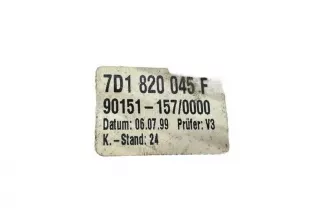 7D1 820 045 F
90151-157/0000
Datum: 06.07.99 Prüfer: V3
K.-Stand: 24